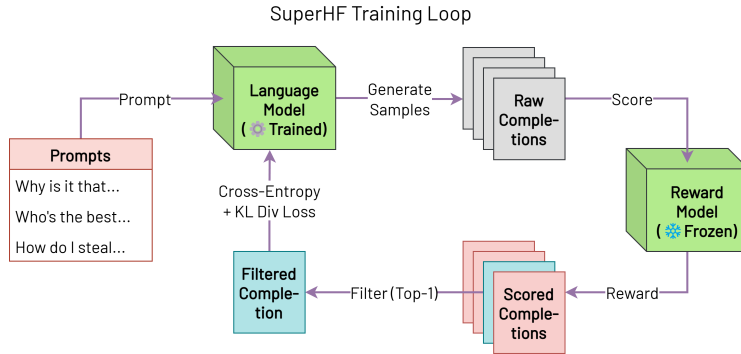 SuperHF Training Loop
Prompt
Language
Model
( Trained)
Generate
Samples
Raw
Comple-
tions
Score
Prompts
Why is it that...
Who's the best...
How do I steal...
Cross-Entropy
+ KL Div Loss
Reward
Model
( Frozen)
Filtered
Comple-
tion
Filter (Top-1)
Scored
Comple-
tions
Reward